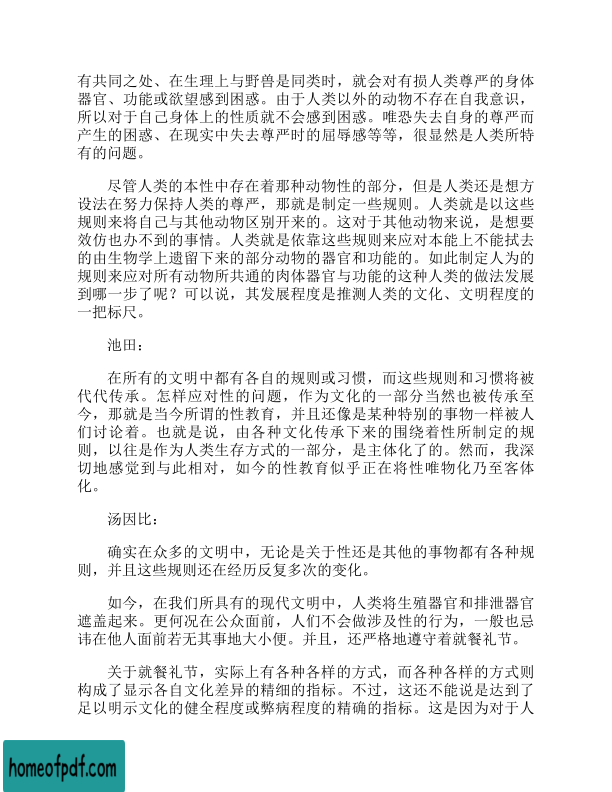 有共同之处、在生理上与野兽是同类时，就会对有损人类尊严的身体
器官、功能或欲望感到困惑。由于人类以外的动物不存在自我意识，
所以对于自己身体上的性质就不会感到困惑。唯恐失去自身的尊严而
产生的困惑、在现实中失去尊严时的屈辱感等等，很显然是人类所特
有的问题。
尽管人类的本性中存在着那种动物性的部分，但是人类还是想方
设法在努力保持人类的尊严，那就是制定一些规则。人类就是以这些
规则来将自己与其他动物区别开来的。这对于其他动物来说，是想要
效仿也办不到的事情。人类就是依靠这些规则来应对本能上不能拭去
的由生物学上遗留下来的部分动物的器官和功能的。如此制定人为的
规则来应对所有动物所共通的肉体器官与功能的这种人类的做法发展
到哪一步了呢？可以说，其发展程度是推测人类的文化、文明程度的
一把标尺。
池田：
在所有的文明中都有各自的规则或习惯，而这些规则和习惯将被
代代传承。怎样应对性的问题，作为文化的一部分当然也被传承至
今，那就是当今所谓的性教育，并且还像是某种特别的事物一样被人
们讨论着。也就是说，由各种文化传承下来的围绕着性所制定的规
则，以往是作为人类生存方式的一部分，是主体化了的。然而，我深
切地感觉到与此相对，如今的性教育似乎正在将性唯物化乃至客体
化。
汤因比：
确实在众多的文明中，无论是关于性还是其他的事物都有各种规
则，并且这些规则还在经历反复多次的变化。
如今，在我们所具有的现代文明中，人类将生殖器官和排泄器官
遮盖起来。更何况在公众面前，人们不会做涉及性的行为，一般也忌
讳在他人面前若无其事地大小便。并且，还严格地遵守着就餐礼节。
关于就餐礼节，实际上有各种各样的方式，而各种各样的方式则
构成了显示各自文化差异的精细的指标。不过，这还不能说是达到了
足以明示文化的健全程度或弊病程度的精确的指标。这是因为对于人
homeofpdf.com